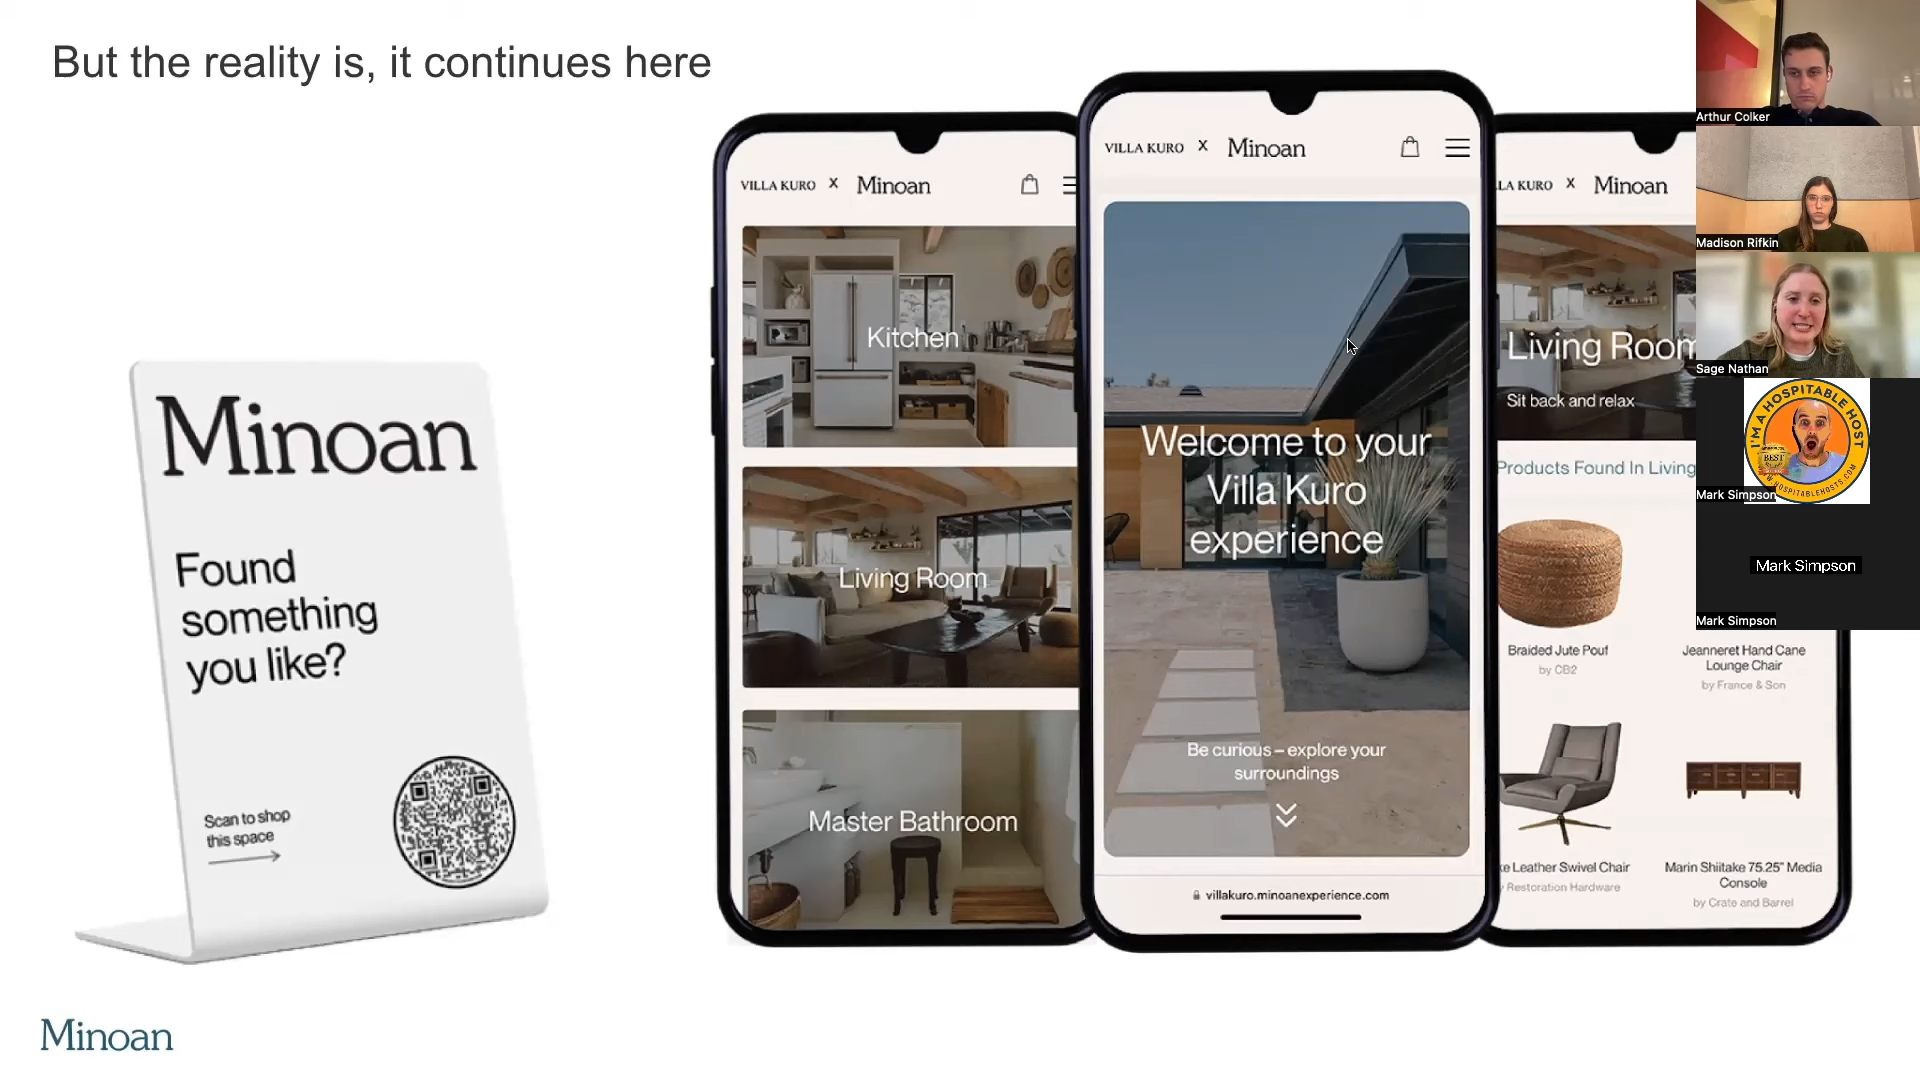 But the reality is, it continues here
Minoan
Found
something
you like?
Scan to shop
this space
VILLA KURO X Minoan
Kitchen
Living Room
Master Bathroom
VILLA KURO X Minoan
Welcome to your
Villa Kuro
experience
Be curious – explore your
surroundings
villakuro.minoanexperience.com
LA KURO X Minoan
Living Room
Sit back and relax
Products Found In Living
Braided Jute Pouf
by CB2
Jeanneret Hand Cane
Lounge Chair
by France & Son
Leather Swivel Chair
Restoration Hardware
Marin Shiitake 75.25" Media
Console
by Crate and Barrel
Minoan
Arthur Colker
Madison Rifkin
Sage Nathan
I'M A HOSPITABLE HOST
BEST
WWW.HOSPITABLEHOSTS.COM
Mark Simpson
Mark Simpson
Mark Simpson